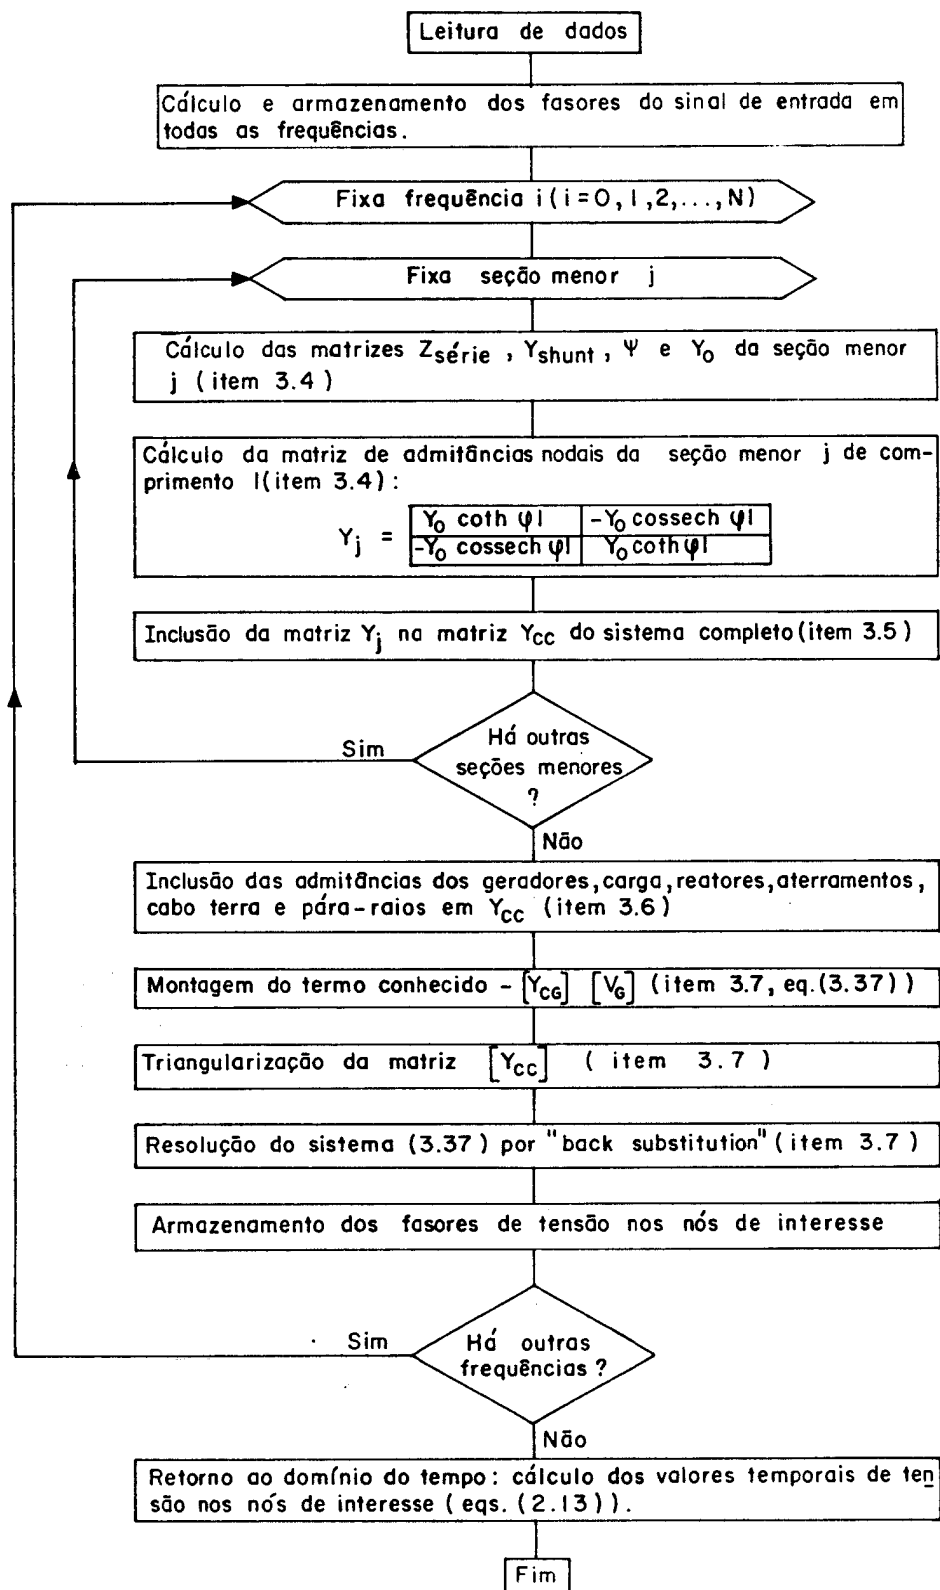 Leitura de dados
Cálculo e armazenamento dos fasores do sinal de entrada em
todas as frequências.
Fixa frequência i(i=0,1,2,...,N)
Fixa seção menor j
Cálculo das matrizes Zsérie , Yshunt, Ψ e Y0 da seção menor
j (item 3.4)
Cálculo da matriz de admitâncias nodais da seção menor j de com-
primento l(item 3.4):
Yj = Y0 coth φl -Y0 cossech φl
-Y0 cossech φl Y0 coth φl
Inclusão da matriz Yj na matriz YCC do sistema completo(item 3.5)
Há outras
Sim
seções menores
?
Não
Inclusão das admitâncias dos geradores,carga,reatores,aterramentos,
cabo terra e pára-raios em YCC (item 3.6)
Montagem do termo conhecido - [YCG] [VG] (item 3.7, eq.(3.37))
Triangularização da matriz [YCC] ( item 3.7 )
Resolução do sistema (3.37) por "back substitution" (item 3.7 )
Armazenamento dos fasores de tensão nos nós de interesse
Sim
Há outras
frequências ?
Não
Retorno ao domínio do tempo: cálculo dos valores temporais de ten
são nos nós de interesse ( eqs. (2.13)).
Fim